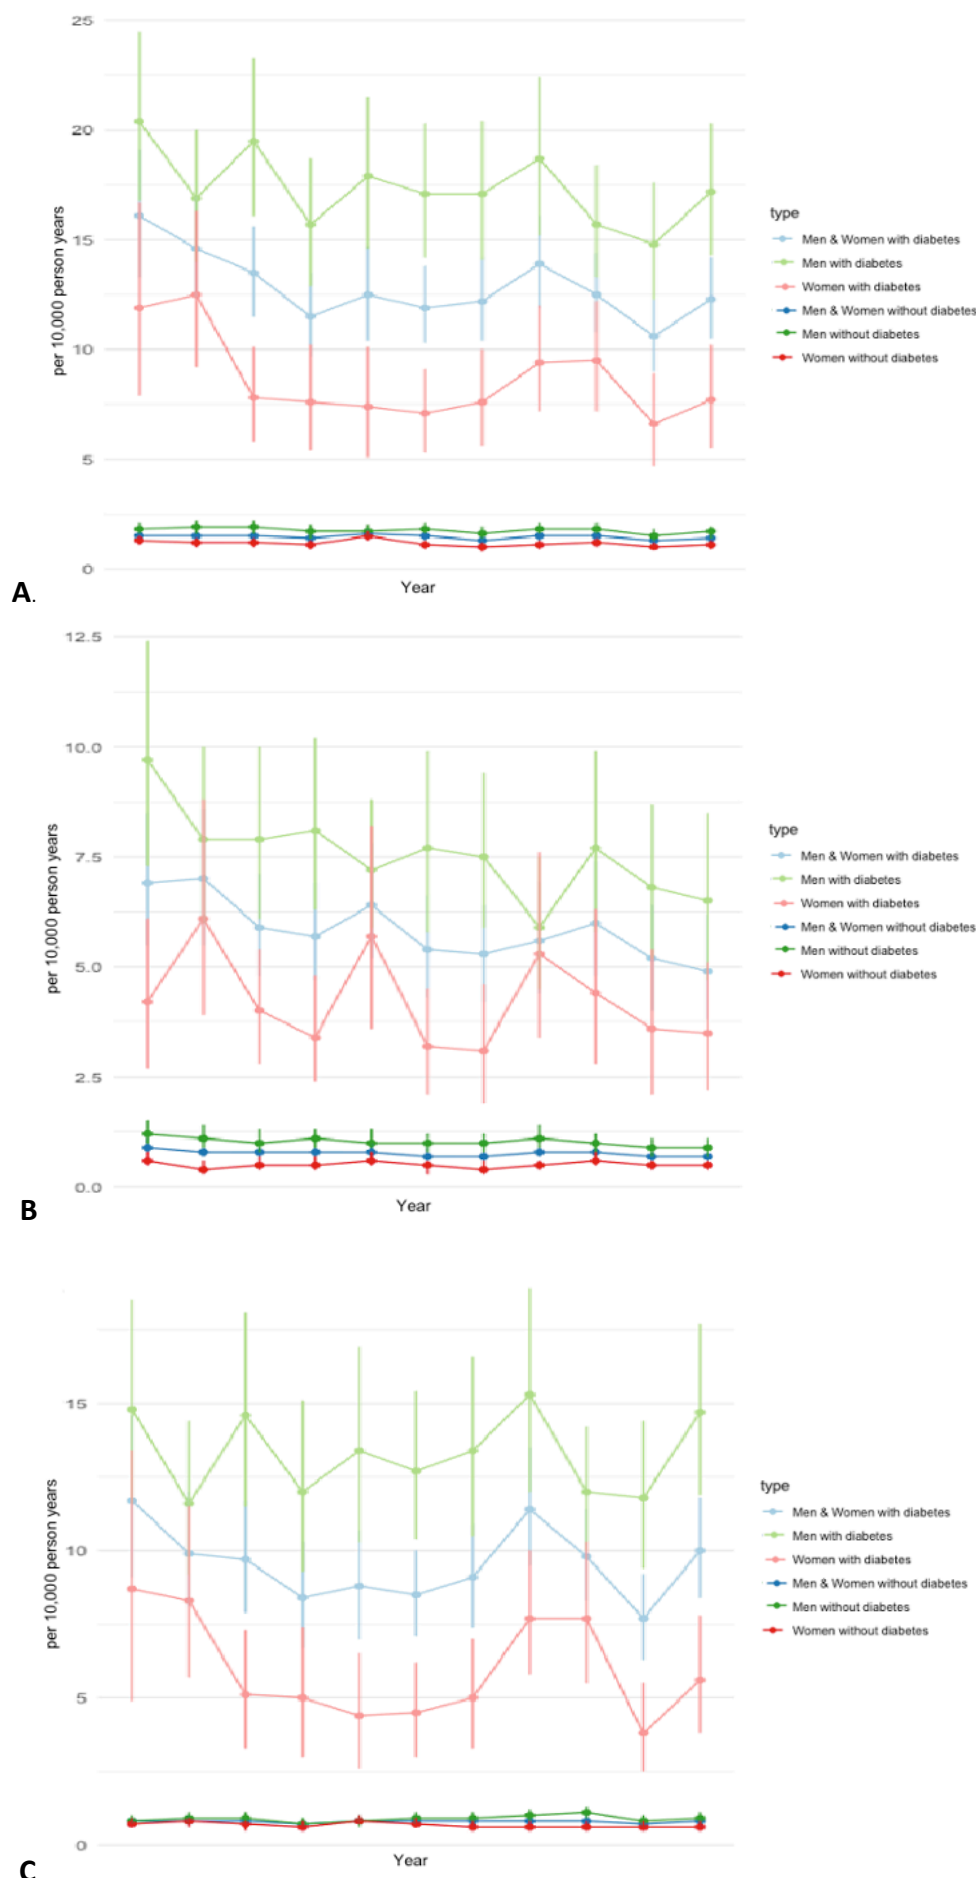 25
20
15
10
5
0
per 10,000 person years
Year
type
Men & Women with diabetes
Men with diabetes
Women with diabetes
Men & Women without diabetes
Men without diabetes
Women without diabetes
A.
12.5
10.0
7.5
5.0
2.5
0.0
per 10,000 person years
Year
type
Men & Women with diabetes
Men with diabetes
Women with diabetes
Men & Women without diabetes
Men without diabetes
Women without diabetes
B
15
10
5
0
per 10,000 person years
Year
type
Men & Women with diabetes
Men with diabetes
Women with diabetes
Men & Women without diabetes
Men without diabetes
Women without diabetes
C